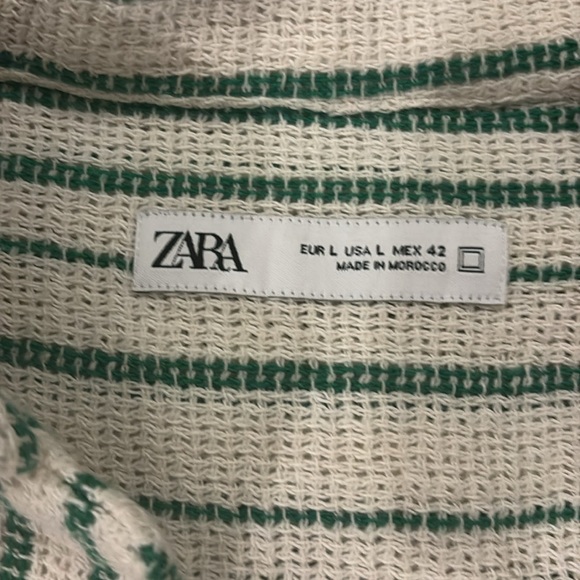 ZARA
EUR L USA L MEX 42
MADE IN MOROCCO